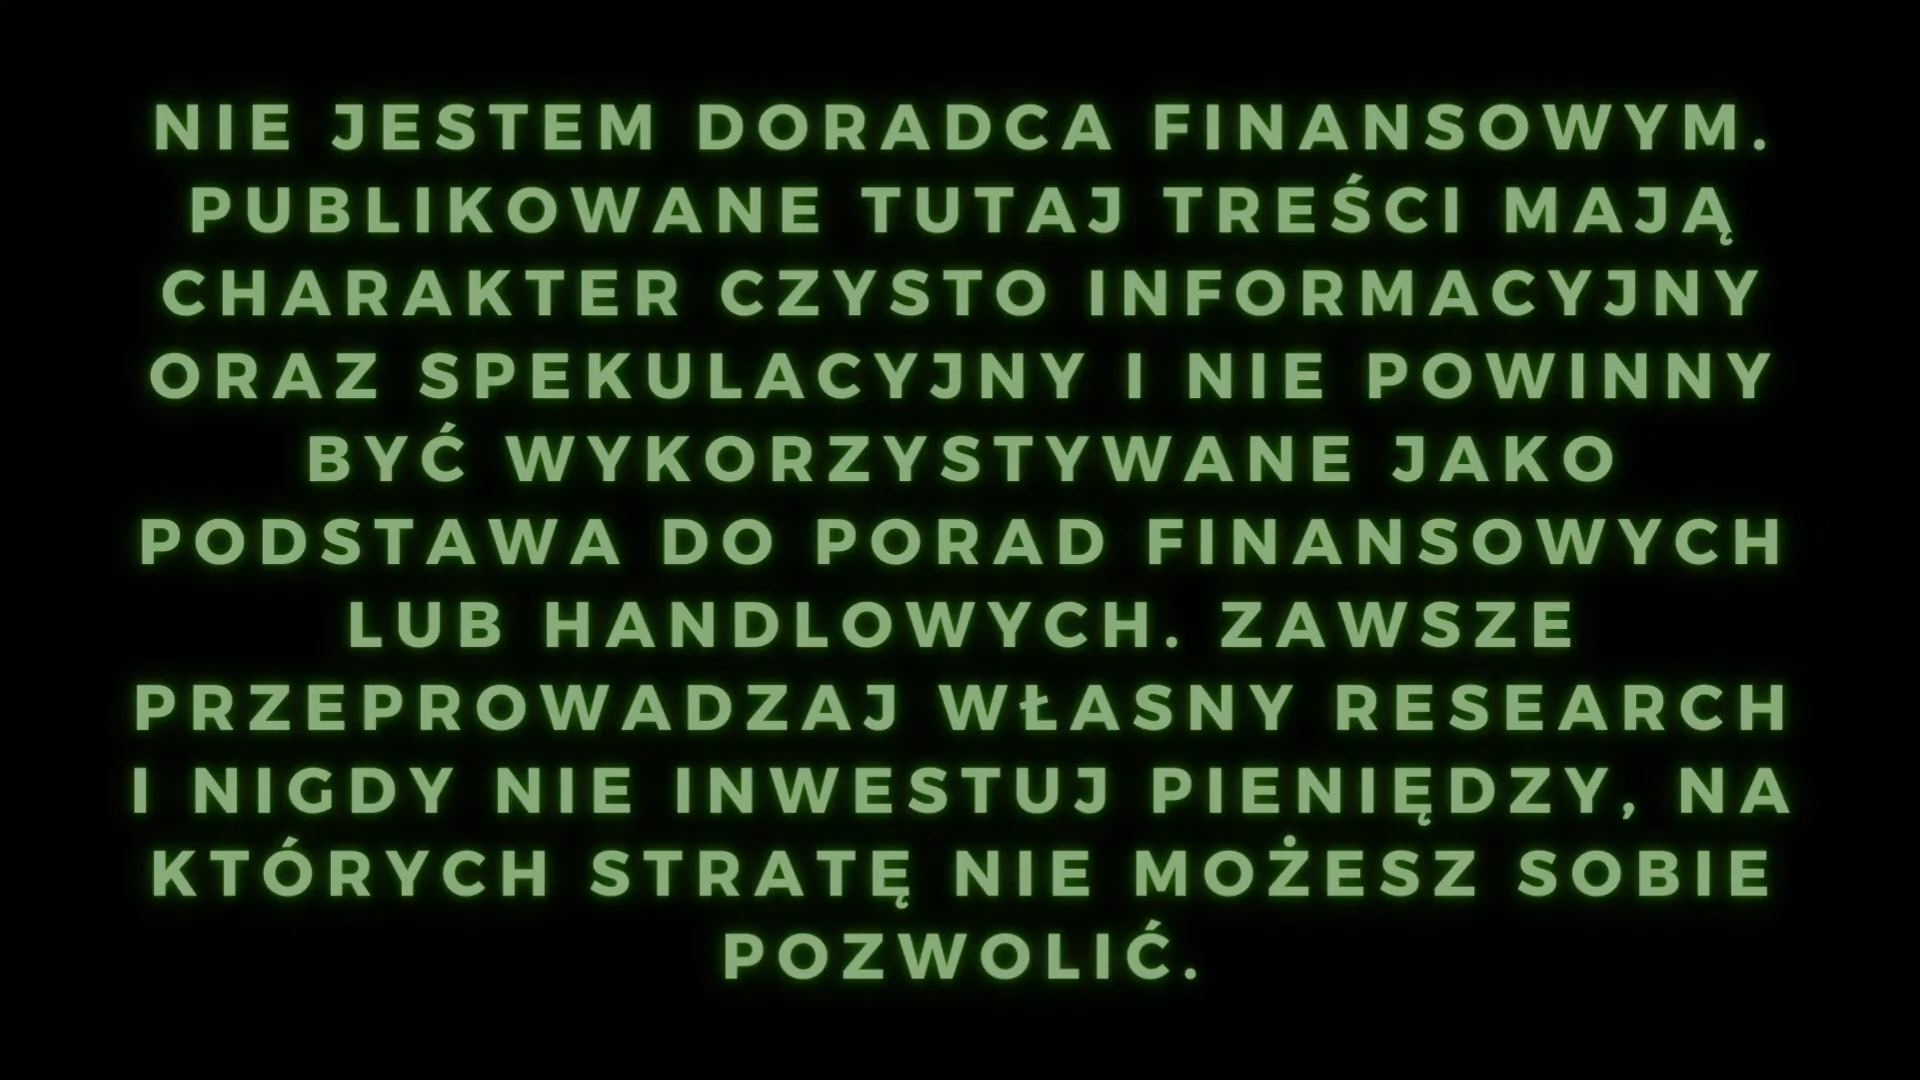 NIE JESTEM DORADCA FINANSOWYM.
PUBLIKOWANE TUTAJ TREŚCI MAJĄ
CHARAKTER CZYSTO INFORMACYJNY
ORAZ SPEKULACYJNY I NIE POWINNY
BYĆ WYKORZYSTYWANE JAKO
PODSTAWA DO PORAD FINANSOWYCH
LUB HANDLOWYCH. ZAWSZE
PRZEPROWADZAJ WŁASNY RESEARCH
I NIGDY NIE INWESTUJ PIENIĘDZY, NA
KTÓRYCH STRATĘ NIE MOŻESZ SOBIE
POZWOLIĆ.